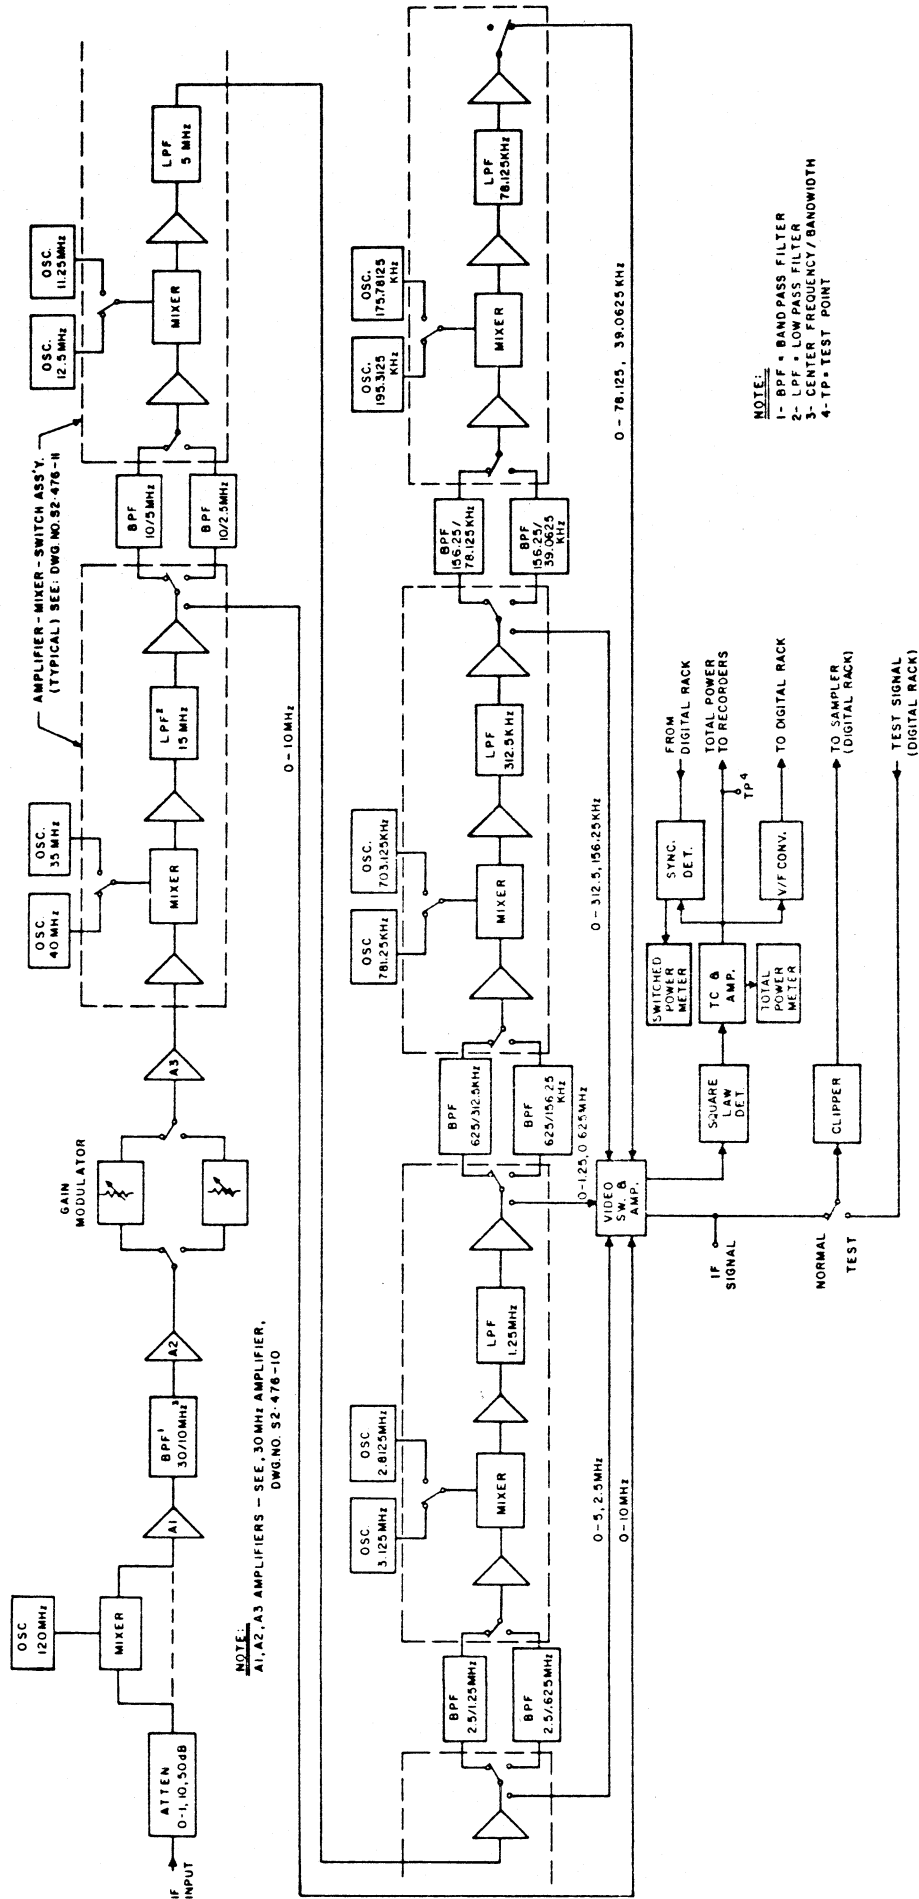 IF
INPUT
ATTEN
0-1,10,50dB
OSC
120MHz
MIXER
A1
BPF¹
30/10MHz³
A2
GAIN
MODULATOR
A3
NOTE:
A1,A2,A3 AMPLIFIERS - SEE, 30MHz AMPLIFIER,
DWG.NO. S2-476-10
AMPLIFIER-MIXER-SWITCH ASS'Y.
(TYPICAL) SEE: DWG.NO.S2-476-11
OSC.
40MHz
OSC.
35MHz
MIXER
LPF²
15MHz
BPF
10/5MHz
BPF
10/2.5MHz
OSC.
12.5MHz
OSC.
11.25MHz
MIXER
LPF
5 MHz
0-10MHz
BPF
2.5/1.25MHz
BPF
2.5/.625MHz
OSC.
3.125MHz
OSC
2.8125MHz
MIXER
LPF
1.25MHz
BPF
625/312.5KHz
BPF
625/156.25
KHz
OSC
781.25KHz
OSC.
703.125KHz
MIXER
LPF
312.5KHz
BPF
156.25/
78.125KHz
BPF
156.25/
39.0625
KHz
OSC.
195.3125
KHz
OSC.
175.78125
KHz
MIXER
LPF
78.125KHz
0-5, 2.5MHz
0-10MHz
0-1.25, 0.625MHz
0-312.5,156.25KHz
0-78.125, 39.0625KHz
VIDEO
SW. &
AMP.
IF
SIGNAL
NORMAL
TEST
SQUARE
LAW
DET.
CLIPPER
SWITCHED
POWER
METER
TC &
AMP.
TOTAL
POWER
METER
SYNC.
DET.
V/F CONV.
TP⁴
FROM
DIGITAL RACK
TOTAL POWER
TO RECORDERS
TO DIGITAL RACK
TO SAMPLER
(DIGITAL RACK)
TEST SIGNAL
(DIGITAL RACK)
NOTE:
1- BPF = BANDPASS FILTER
2- LPF = LOW PASS FILTER
3- CENTER FREQUENCY/BANDWIDTH
4-TP=TEST POINT